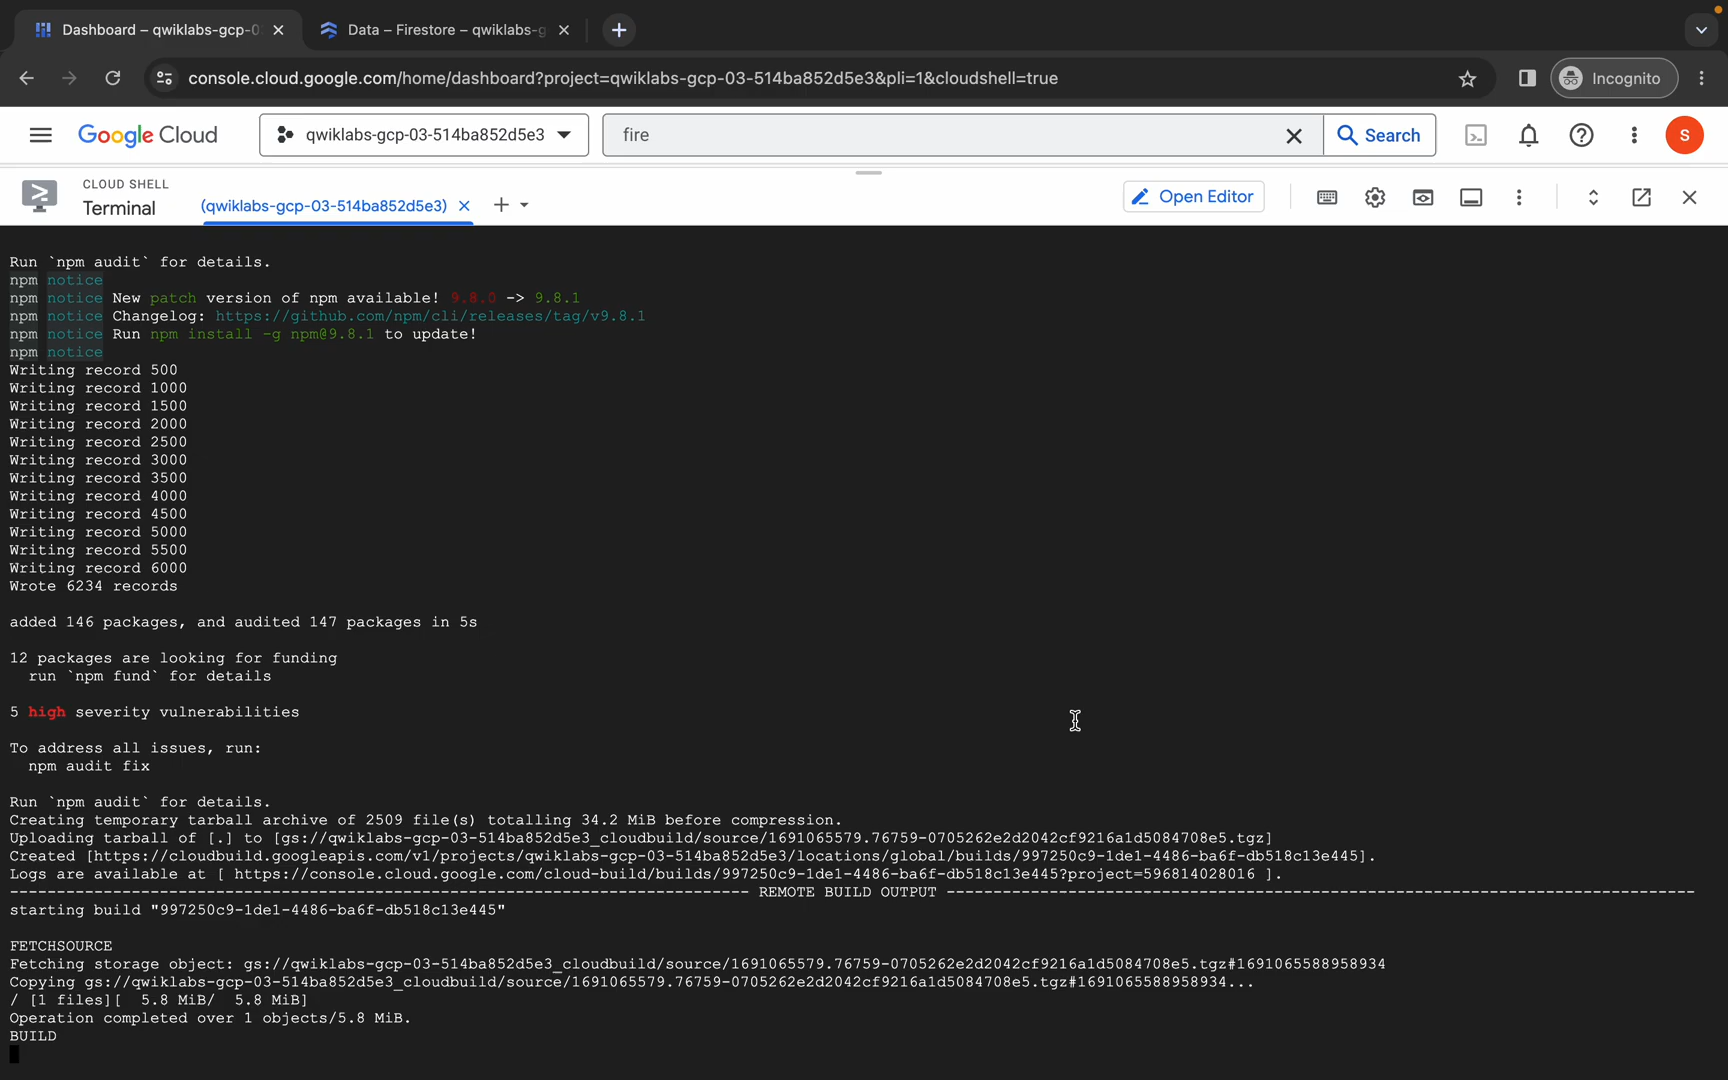 Dashboard – qwiklabs-gcp-0
Data – Firestore – qwiklabs-g
console.cloud.google.com/home/dashboard?project=qwiklabs-gcp-03-514ba852d5e3&pli=1&cloudshell=true
Incognito
Google Cloud
qwiklabs-gcp-03-514ba852d5e3
fire
Search
S
CLOUD SHELL
Terminal
(qwiklabs-gcp-03-514ba852d5e3)
Open Editor
Run `npm audit` for details.
npm notice
npm notice New patch version of npm available! 9.8.0 -> 9.8.1
npm notice Changelog: https://github.com/npm/cli/releases/tag/v9.8.1
npm notice Run npm install -g npm@9.8.1 to update!
npm notice
Writing record 500
Writing record 1000
Writing record 1500
Writing record 2000
Writing record 2500
Writing record 3000
Writing record 3500
Writing record 4000
Writing record 4500
Writing record 5000
Writing record 5500
Writing record 6000
Wrote 6234 records
added 146 packages, and audited 147 packages in 5s
12 packages are looking for funding
run `npm fund` for details
5 high severity vulnerabilities
To address all issues, run:
npm audit fix
Run `npm audit` for details.
Creating temporary tarball archive of 2509 file(s) totalling 34.2 MiB before compression.
Uploading tarball of [.] to [gs://qwiklabs-gcp-03-514ba852d5e3_cloudbuild/source/1691065579.76759-0705262e2d2042cf9216a1d5084708e5.tgz]
Created [https://cloudbuild.googleapis.com/v1/projects/qwiklabs-gcp-03-514ba852d5e3/locations/global/builds/997250c9-1de1-4486-ba6f-db518c13e445].
Logs are available at [ https://console.cloud.google.com/cloud-build/builds/997250c9-1de1-4486-ba6f-db518c13e445?project=596814028016 ].
------------------------------------------------------------------------------- REMOTE BUILD OUTPUT --------------------------------------------------------------------------------
starting build "997250c9-1de1-4486-ba6f-db518c13e445"
FETCHSOURCE
Fetching storage object: gs://qwiklabs-gcp-03-514ba852d5e3_cloudbuild/source/1691065579.76759-0705262e2d2042cf9216a1d5084708e5.tgz#1691065588958934
Copying gs://qwiklabs-gcp-03-514ba852d5e3_cloudbuild/source/1691065579.76759-0705262e2d2042cf9216a1d5084708e5.tgz#1691065588958934...
/ [1 files][  5.8 MiB/  5.8 MiB]
Operation completed over 1 objects/5.8 MiB.
BUILD